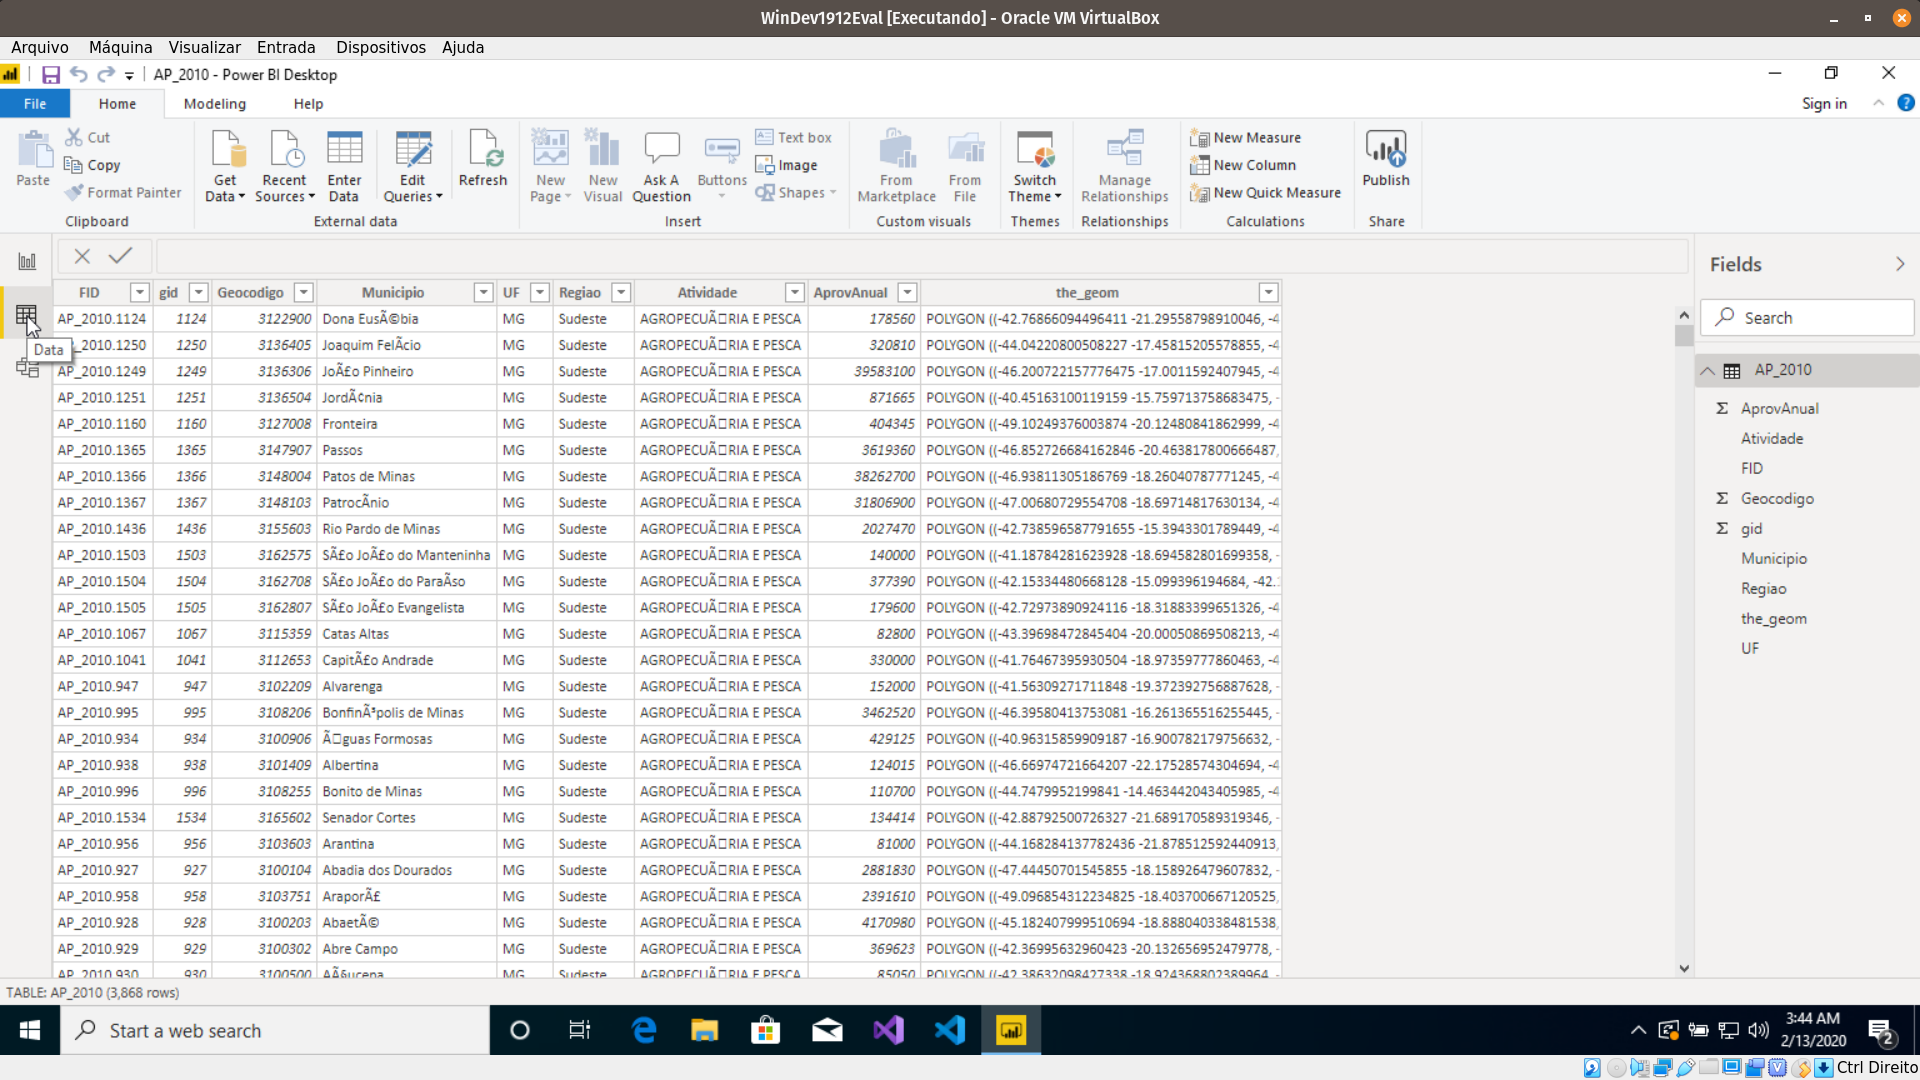 WinDev1912Eval [Executando] - Oracle VM VirtualBox
Arquivo Máquina Visualizar Entrada Dispositivos Ajuda
AP_2010 - Power BI Desktop
File Home Modeling Help Sign in
Paste Cut Copy Format Painter
Get Data Recent Sources Enter Data Edit Queries Refresh
New Page New Visual Ask A Question Buttons Text box Image Shapes
From Marketplace From File Switch Theme Manage Relationships
New Measure New Column New Quick Measure Publish
Clipboard External data Insert Custom visuals Themes Relationships Calculations Share
Fields
Search
AP_2010
AprovAnual
Atividade
FID
Geocodigo
gid
Municipio
Regiao
the_geom
UF
Data
FID gid Geocodigo Municipio UF Regiao Atividade AprovAnual the_geom
AP_2010.1124 1124 3122900 Dona EusÃ©bia MG Sudeste AGROPECUÃ□RIA E PESCA 178560 POLYGON ((-42.76866094496411 -21.29558798910046, -4
_2010.1250 1250 3136405 Joaquim FelÃ­cio MG Sudeste AGROPECUÃ□RIA E PESCA 320810 POLYGON ((-44.04220800508227 -17.45815205578855, -4
AP_2010.1249 1249 3136306 JoÃ£o Pinheiro MG Sudeste AGROPECUÃ□RIA E PESCA 39583100 POLYGON ((-46.200722157776475 -17.0011592407945, -4
AP_2010.1251 1251 3136504 JordÃ¢nia MG Sudeste AGROPECUÃ□RIA E PESCA 871665 POLYGON ((-40.45163100119159 -15.759713758683475, -
AP_2010.1160 1160 3127008 Fronteira MG Sudeste AGROPECUÃ□RIA E PESCA 404345 POLYGON ((-49.10249376003874 -20.12480841862999, -4
AP_2010.1365 1365 3147907 Passos MG Sudeste AGROPECUÃ□RIA E PESCA 3619360 POLYGON ((-46.852726684162846 -20.463817800666487,
AP_2010.1366 1366 3148004 Patos de Minas MG Sudeste AGROPECUÃ□RIA E PESCA 38262700 POLYGON ((-46.93811305186769 -18.26040787771245, -4
AP_2010.1367 1367 3148103 PatrocÃ­nio MG Sudeste AGROPECUÃ□RIA E PESCA 31806900 POLYGON ((-47.00680729554708 -18.69714817630134, -4
AP_2010.1436 1436 3155603 Rio Pardo de Minas MG Sudeste AGROPECUÃ□RIA E PESCA 2027470 POLYGON ((-42.738596587791655 -15.3943301789449, -4
AP_2010.1503 1503 3162575 SÃ£o JoÃ£o do Manteninha MG Sudeste AGROPECUÃ□RIA E PESCA 140000 POLYGON ((-41.18784281623928 -18.694582801699358, -
AP_2010.1504 1504 3162708 SÃ£o JoÃ£o do ParaÃ­so MG Sudeste AGROPECUÃ□RIA E PESCA 377390 POLYGON ((-42.15334480668128 -15.099396194684, -42.
AP_2010.1505 1505 3162807 SÃ£o JoÃ£o Evangelista MG Sudeste AGROPECUÃ□RIA E PESCA 179600 POLYGON ((-42.72973890924116 -18.31883399651326, -4
AP_2010.1067 1067 3115359 Catas Altas MG Sudeste AGROPECUÃ□RIA E PESCA 82800 POLYGON ((-43.39698472845404 -20.00050869508213, -4
AP_2010.1041 1041 3112653 CapitÃ£o Andrade MG Sudeste AGROPECUÃ□RIA E PESCA 330000 POLYGON ((-41.76467395930504 -18.97359777860463, -4
AP_2010.947 947 3102209 Alvarenga MG Sudeste AGROPECUÃ□RIA E PESCA 152000 POLYGON ((-41.56309271711848 -19.372392756887628, -
AP_2010.995 995 3108206 BonfinÃ³polis de Minas MG Sudeste AGROPECUÃ□RIA E PESCA 3462520 POLYGON ((-46.39580413753081 -16.261365516255445, -
AP_2010.934 934 3100906 Ã□guas Formosas MG Sudeste AGROPECUÃ□RIA E PESCA 429125 POLYGON ((-40.96315859909187 -16.900782179756632, -
AP_2010.938 938 3101409 Albertina MG Sudeste AGROPECUÃ□RIA E PESCA 124015 POLYGON ((-46.66974721664207 -22.17528574304694, -4
AP_2010.996 996 3108255 Bonito de Minas MG Sudeste AGROPECUÃ□RIA E PESCA 110700 POLYGON ((-44.7479952199841 -14.463442043405985, -4
AP_2010.1534 1534 3165602 Senador Cortes MG Sudeste AGROPECUÃ□RIA E PESCA 134414 POLYGON ((-42.88792500726327 -21.689170589319346, -
AP_2010.956 956 3103603 Arantina MG Sudeste AGROPECUÃ□RIA E PESCA 81000 POLYGON ((-44.168284137782436 -21.878512592440913,
AP_2010.927 927 3100104 Abadia dos Dourados MG Sudeste AGROPECUÃ□RIA E PESCA 2881830 POLYGON ((-47.44450701545855 -18.158926479607832, -
AP_2010.958 958 3103751 AraporÃ£ MG Sudeste AGROPECUÃ□RIA E PESCA 2391610 POLYGON ((-49.096854312234825 -18.403700667120525,
AP_2010.928 928 3100203 AbaetÃ© MG Sudeste AGROPECUÃ□RIA E PESCA 4170980 POLYGON ((-45.182407999510694 -18.888040338481538,
AP_2010.929 929 3100302 Abre Campo MG Sudeste AGROPECUÃ□RIA E PESCA 369623 POLYGON ((-42.36995632960423 -20.132656952479778, -
AP_2010.930 930 3100500 AÃ§ucena MG Sudeste AGROPECUÃ□RIA E PESCA 85050 POLYGON ((-42.38632098427338 -18.924368802389964, -
TABLE: AP_2010 (3,868 rows)
Start a web search
3:44 AM
2/13/2020
2
Ctrl Direito